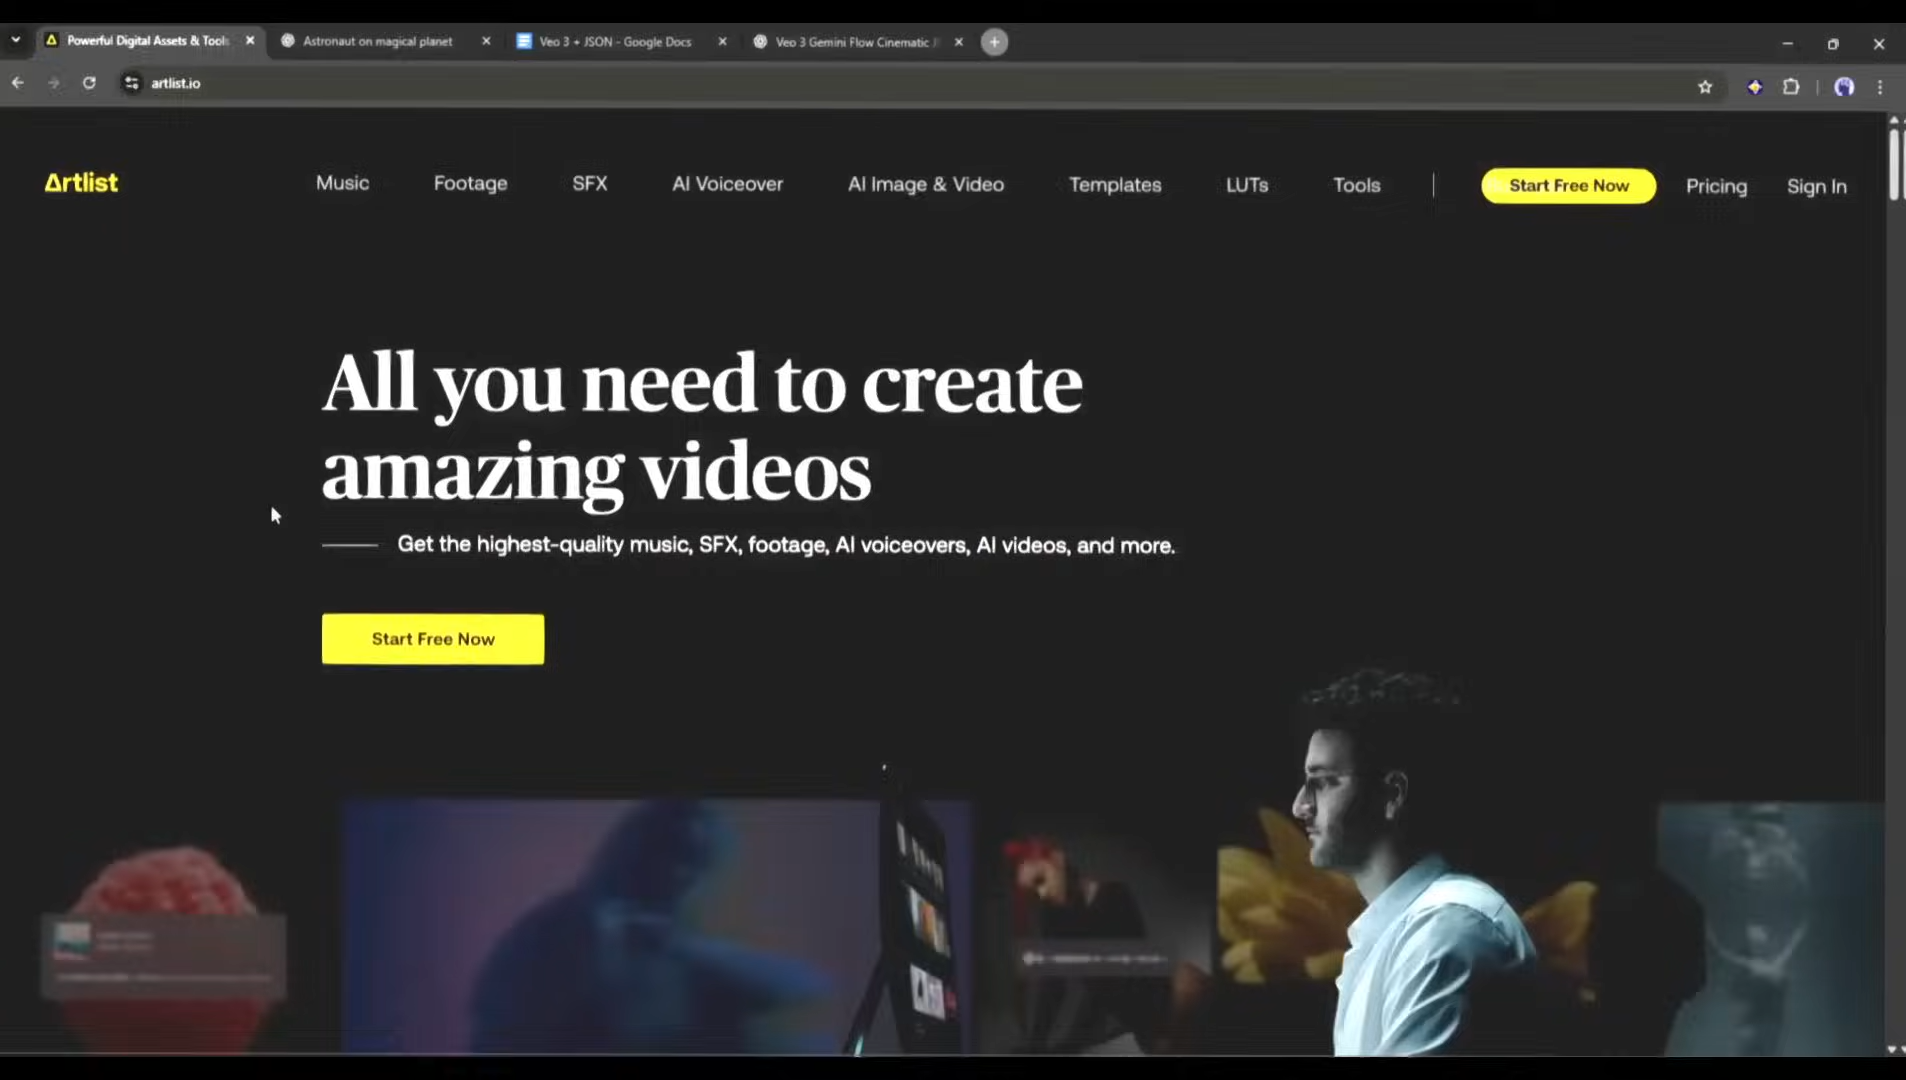 Powerful Digital Assets & Tools
Astronaut on magical planet
Veo 3 + JSON - Google Docs
Veo 3 Gemini Flow Cinematic
artlist.io
Artlist
Music
Footage
SFX
AI Voiceover
AI Image & Video
Templates
LUTs
Tools
Start Free Now
Pricing
Sign In
All you need to create
amazing videos
Get the highest-quality music, SFX, footage, AI voiceovers, AI videos, and more.
Start Free Now